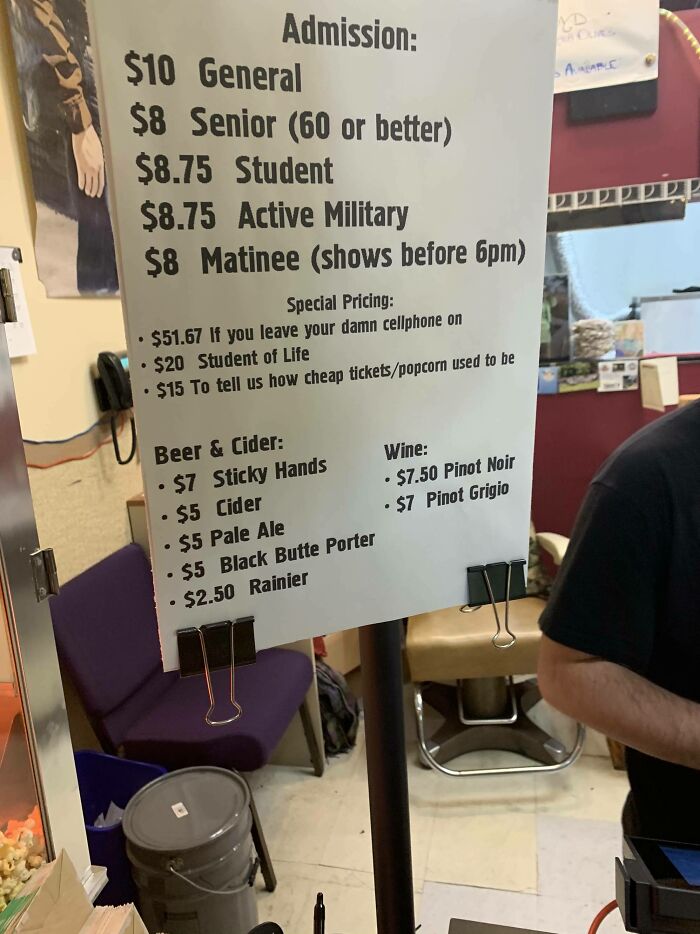 Admission:
$10 General
$8 Senior (60 or better)
$8.75 Student
$8.75 Active Military
$8 Matinee (shows before 6pm)
Special Pricing:
· $51.67 If you leave your damn cellphone on
· $20 Student of Life
· $15 To tell us how cheap tickets/popcorn used to be
Beer & Cider:
· $7 Sticky Hands
· $5 Cider
· $5 Pale Ale
· $5 Black Butte Porter
· $2.50 Rainier
Wine:
· $7.50 Pinot Noir
· $7 Pinot Grigio
AVAILABLE